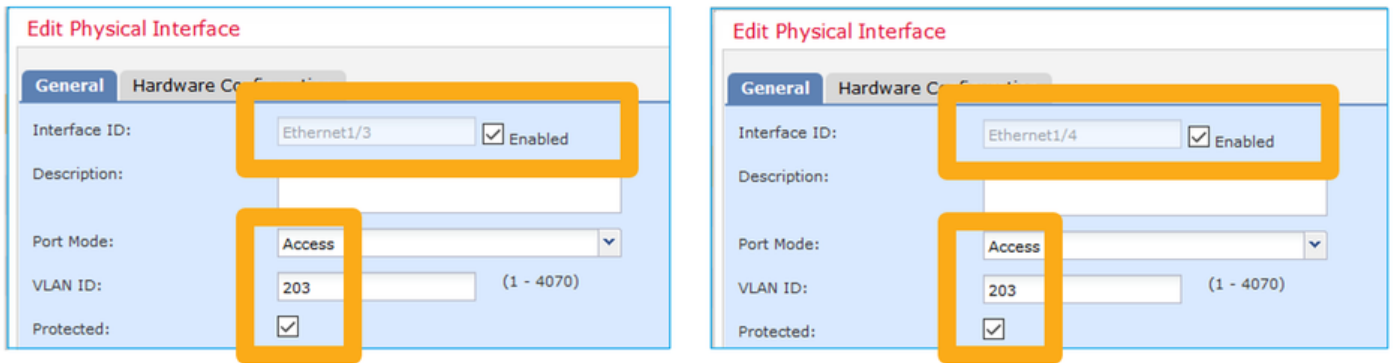 Edit Physical Interface
General Hardware
Interface ID: Ethernet1/3 Enabled
Description:
Port Mode: Access
VLAN ID: 203 (1 - 4070)
Protected:
Edit Physical Interface
General Hardware
Interface ID: Ethernet1/4 Enabled
Description:
Port Mode: Access
VLAN ID: 203 (1 - 4070)
Protected: